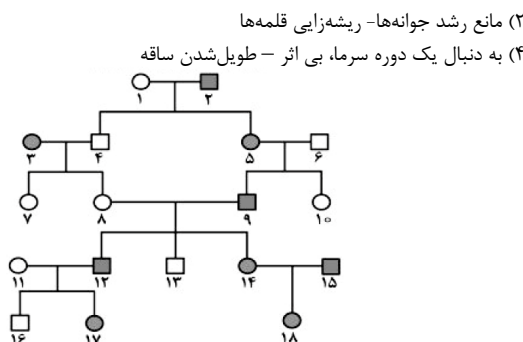 ۲) مانع رشد جوانه‌ها- ریشه‌زایی قلمه‌ها
۴) به دنبال یک دوره سرما، بی اثر – طویل‌شدن ساقه
۱ ۲
۳ ۴ ۵ ۶
۷ ۸ ۹ ۱۰
۱۱ ۱۲ ۱۳ ۱۴ ۱۵
۱۶ ۱۷ ۱۸